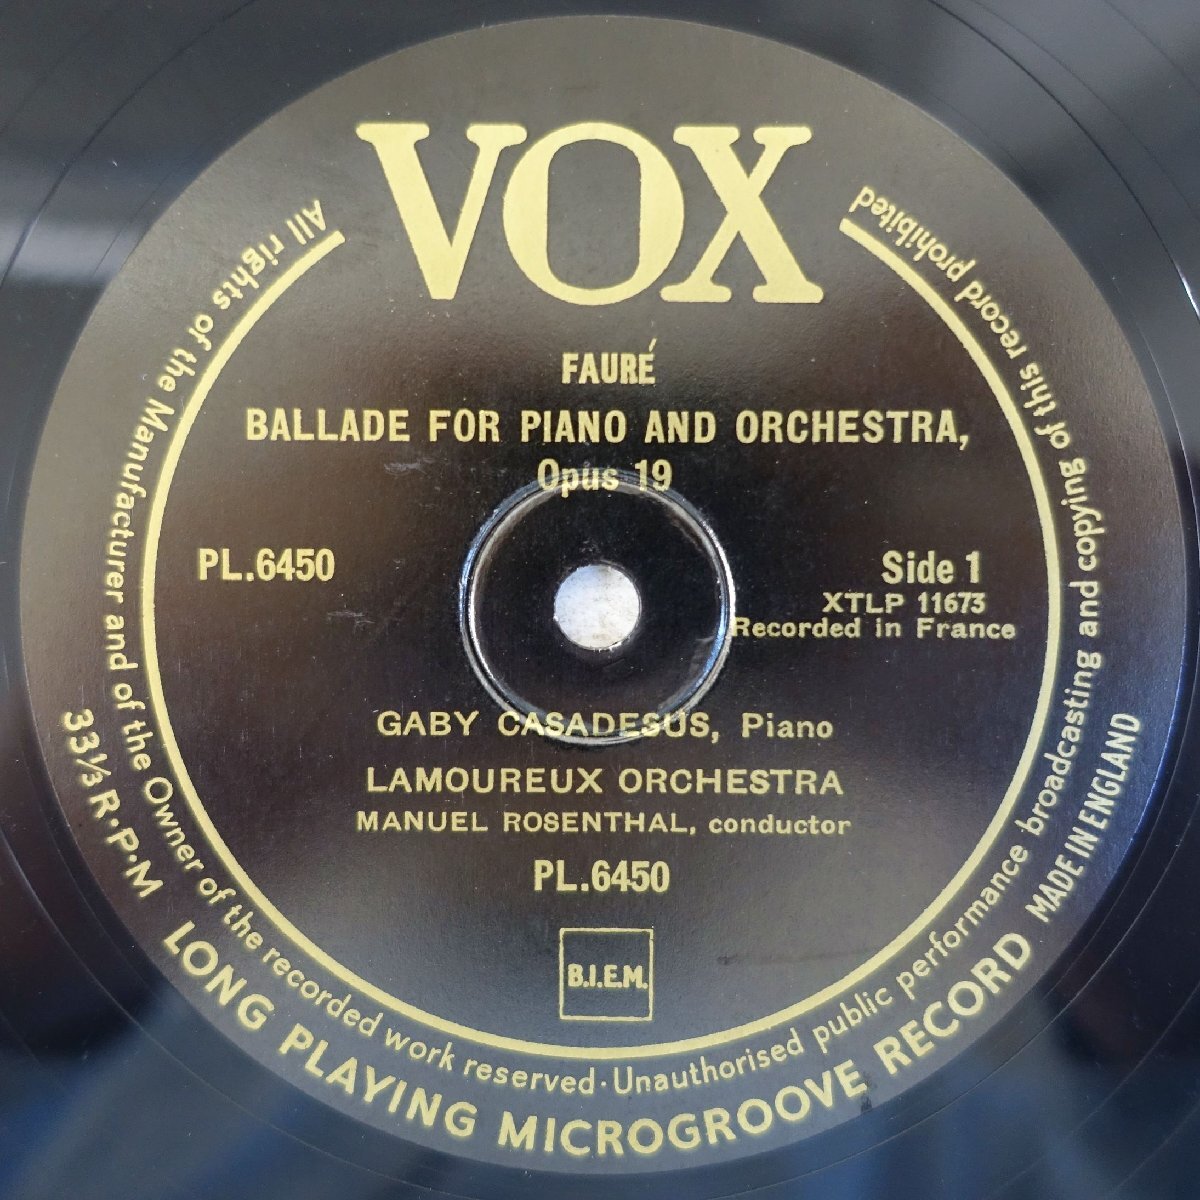 VOX
FAURÉ
BALLADE FOR PIANO AND ORCHESTRA,
Opus 19
PL.6450
Side 1
XTLP 11673
Recorded in France
GABY CASADESUS, Piano
LAMOUREUX ORCHESTRA
MANUEL ROSENTHAL, conductor
PL.6450
B.I.E.M.
All rights of the Manufacturer and of the Owner of the recorded work reserved · Unauthorised public performance broadcasting and copying of this record prohibited
33⅓ R·P·M LONG PLAYING MICROGROOVE RECORD MADE IN ENGLAND